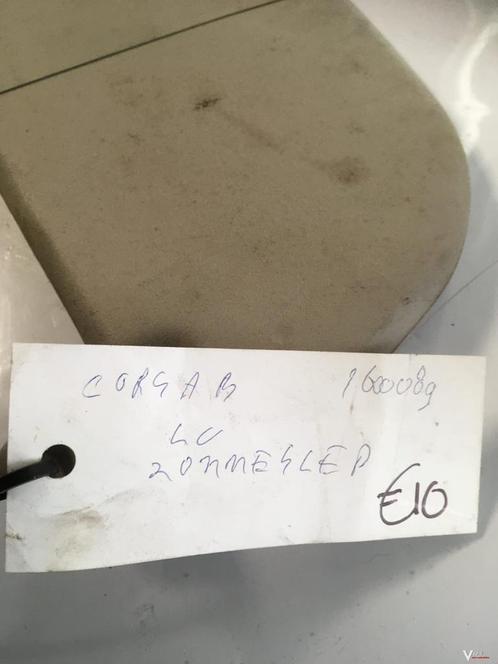 CORSA B 1600089
LV
ZONNESLEP
€10